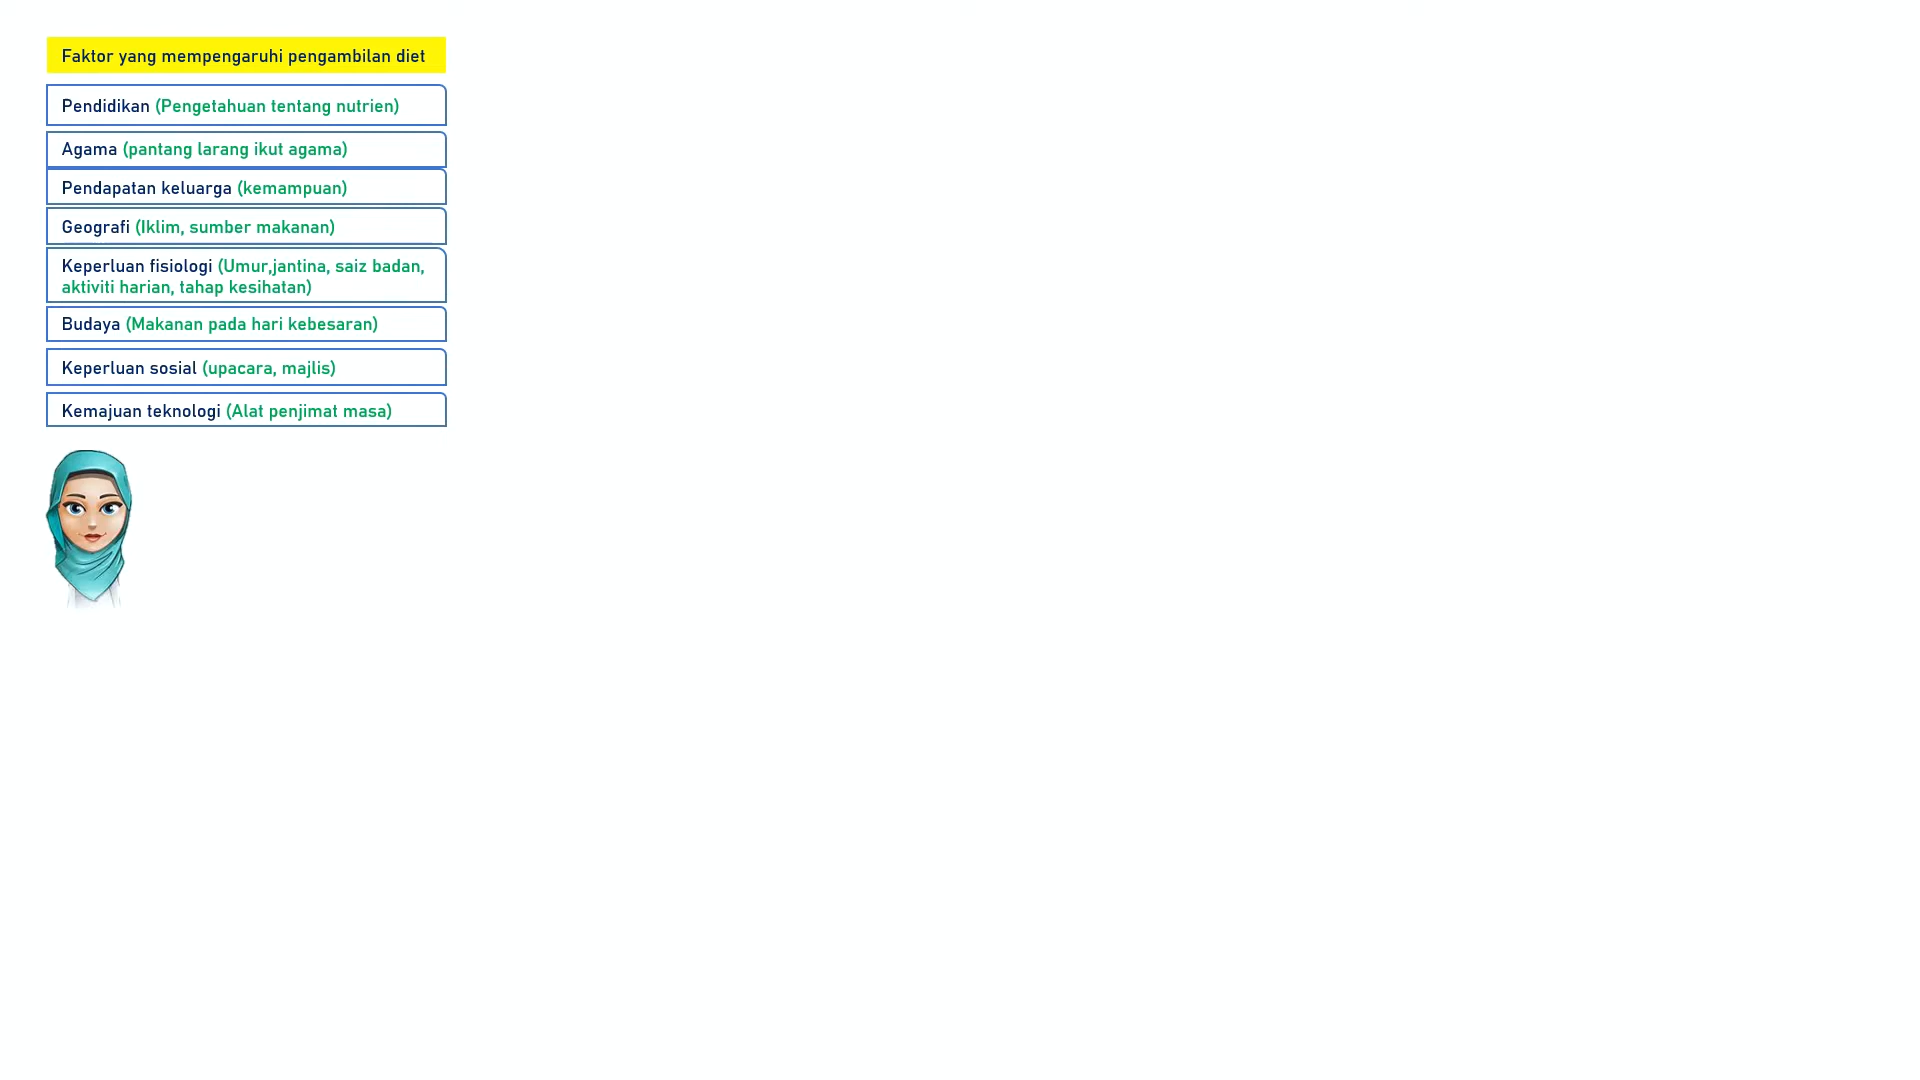 Faktor yang mempengaruhi pengambilan diet
Pendidikan (Pengetahuan tentang nutrien)
Agama (pantang larang ikut agama)
Pendapatan keluarga (kemampuan)
Geografi (Iklim, sumber makanan)
Keperluan fisiologi (Umur,jantina, saiz badan,
aktiviti harian, tahap kesihatan)
Budaya (Makanan pada hari kebesaran)
Keperluan sosial (upacara, majlis)
Kemajuan teknologi (Alat penjimat masa)